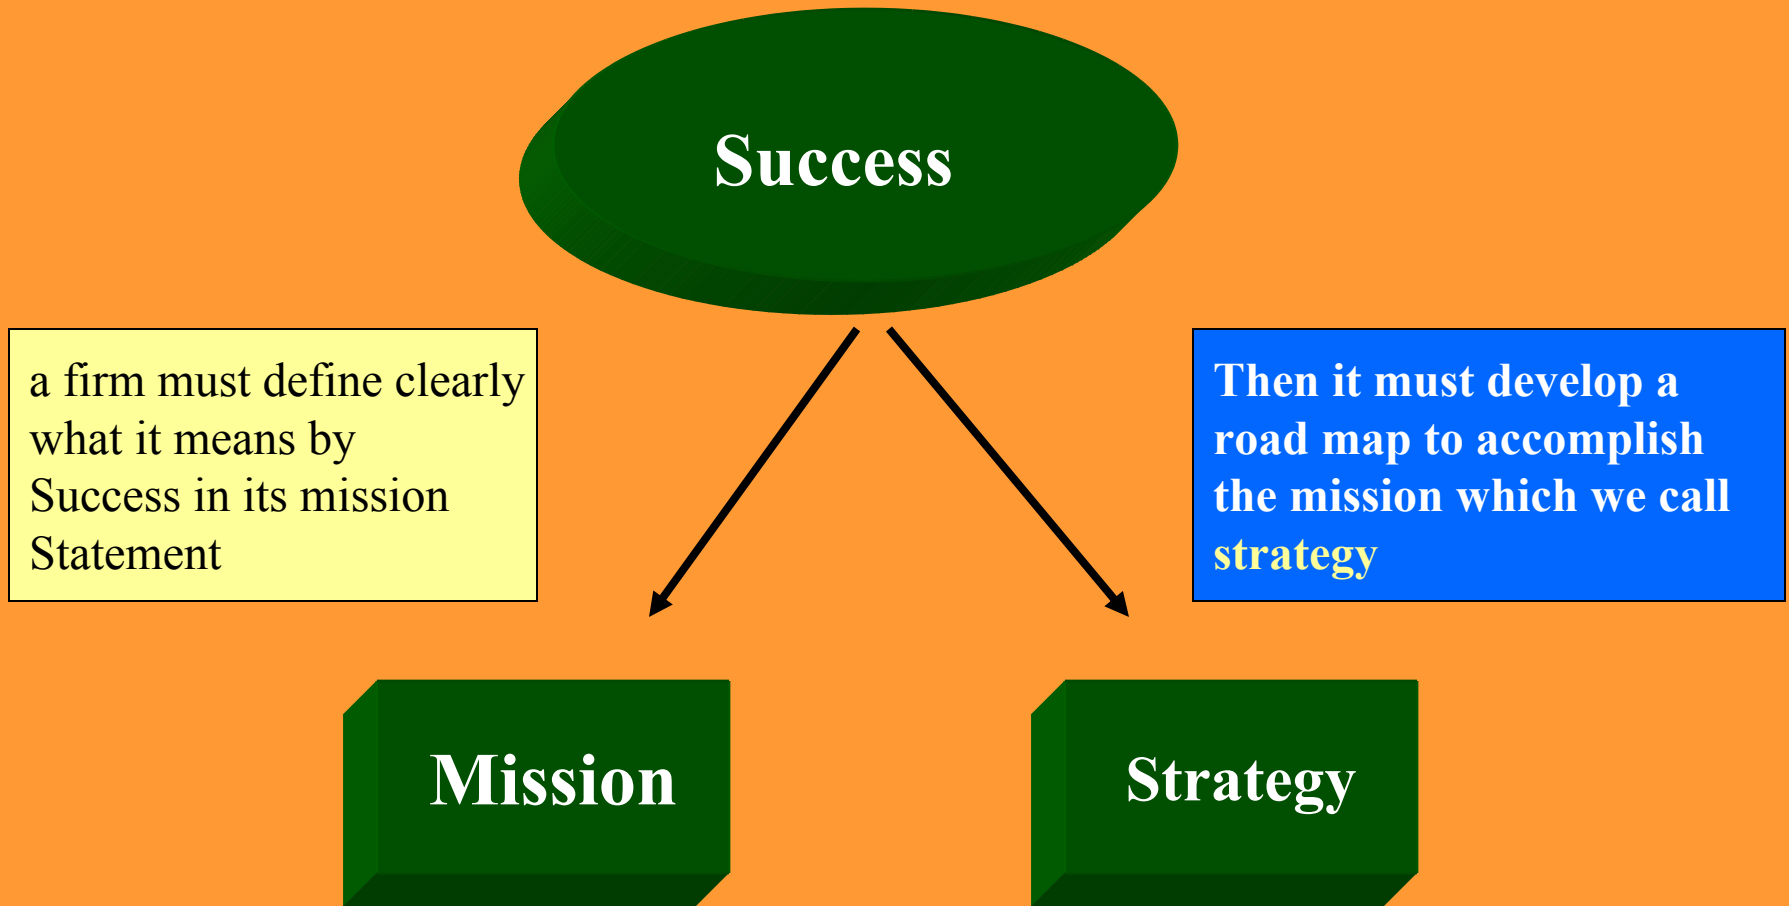 Success
a firm must define clearly
what it means by
Success in its mission
Statement
Then it must develop a
road map to accomplish
the mission which we call
strategy
Mission
Strategy